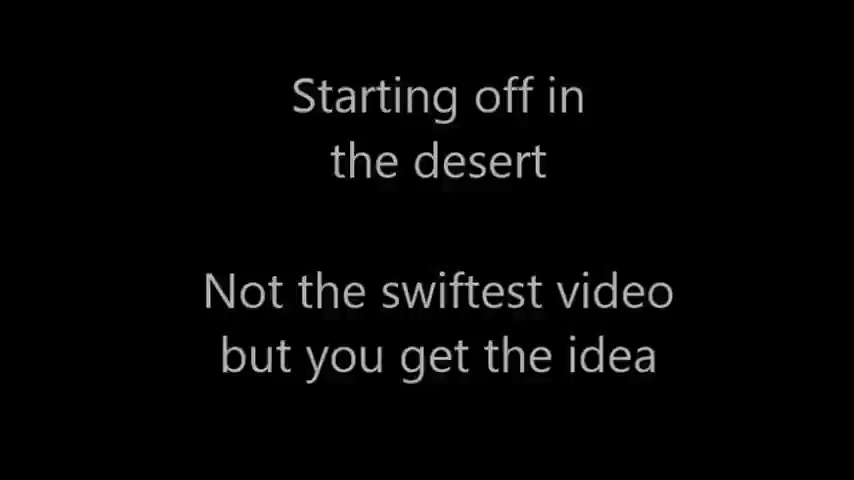 Starting off in
the desert
Not the swiftest video
but you get the idea